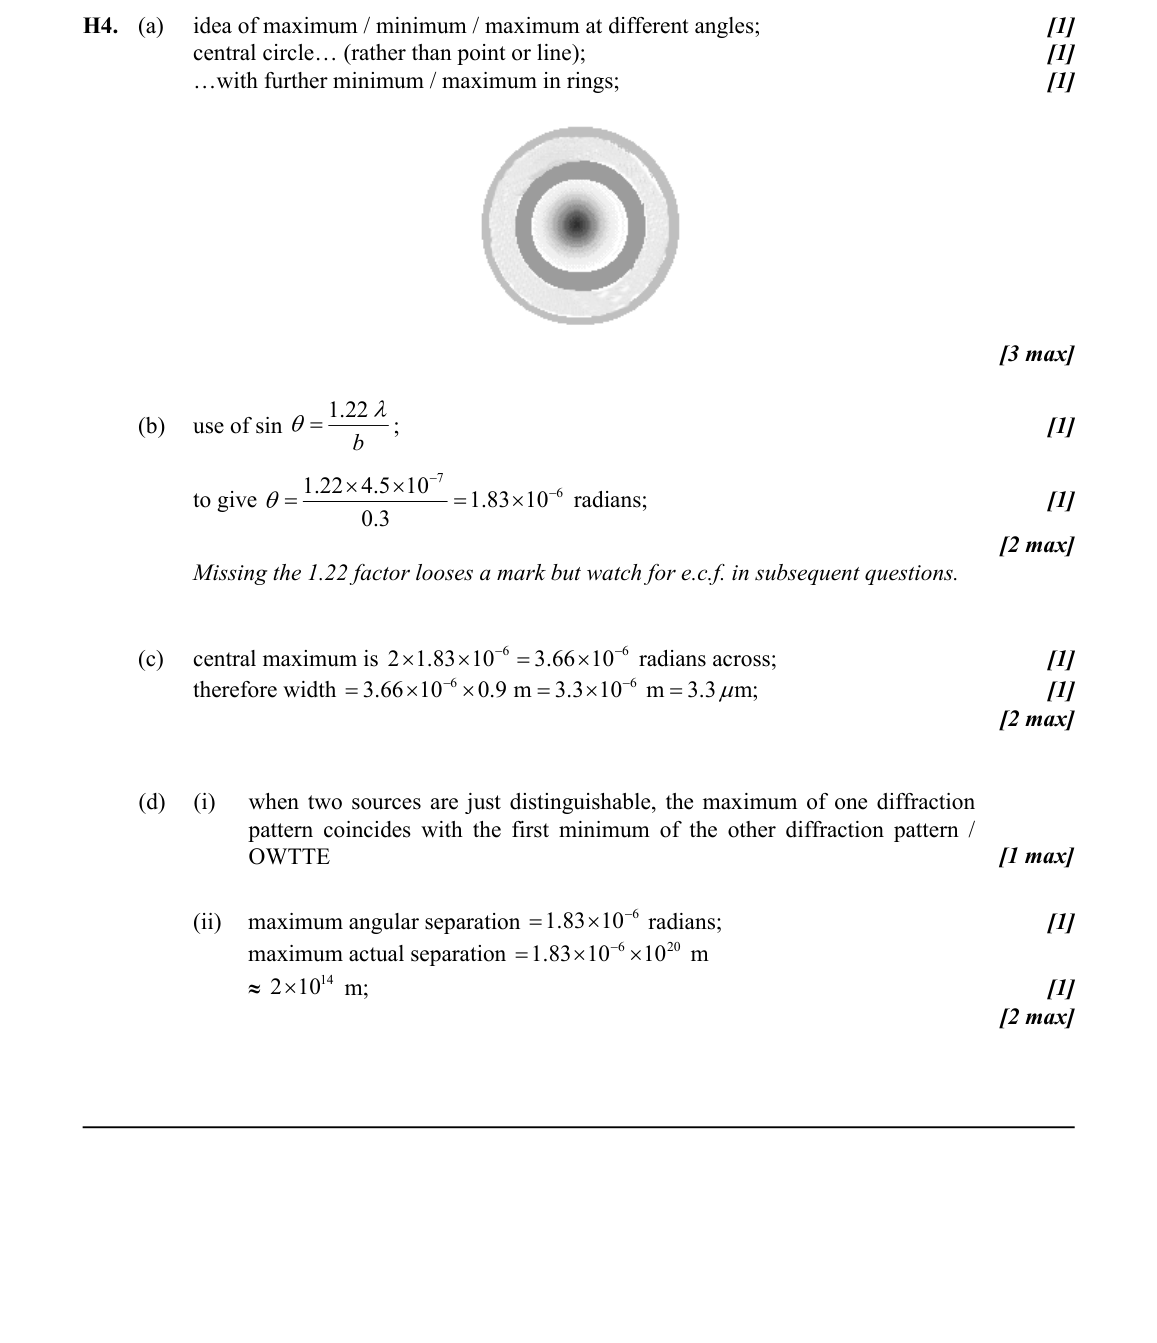 H4. (a) idea of maximum / minimum / maximum at different angles; [1]
central circle… (rather than point or line); [1]
…with further minimum / maximum in rings; [1]
[3 max]
(b) use of sin θ = 1.22 λ / b ; [1]
to give θ = 1.22×4.5×10⁻⁷ / 0.3 = 1.83×10⁻⁶ radians; [1]
[2 max]
Missing the 1.22 factor looses a mark but watch for e.c.f. in subsequent questions.
(c) central maximum is 2×1.83×10⁻⁶ = 3.66×10⁻⁶ radians across; [1]
therefore width = 3.66×10⁻⁶ ×0.9 m = 3.3×10⁻⁶ m = 3.3 μm; [1]
[2 max]
(d) (i) when two sources are just distinguishable, the maximum of one diffraction
pattern coincides with the first minimum of the other diffraction pattern /
OWTTE [1 max]
(ii) maximum angular separation = 1.83×10⁻⁶ radians; [1]
maximum actual separation = 1.83×10⁻⁶ ×10²⁰ m
≈ 2×10¹⁴ m; [1]
[2 max]